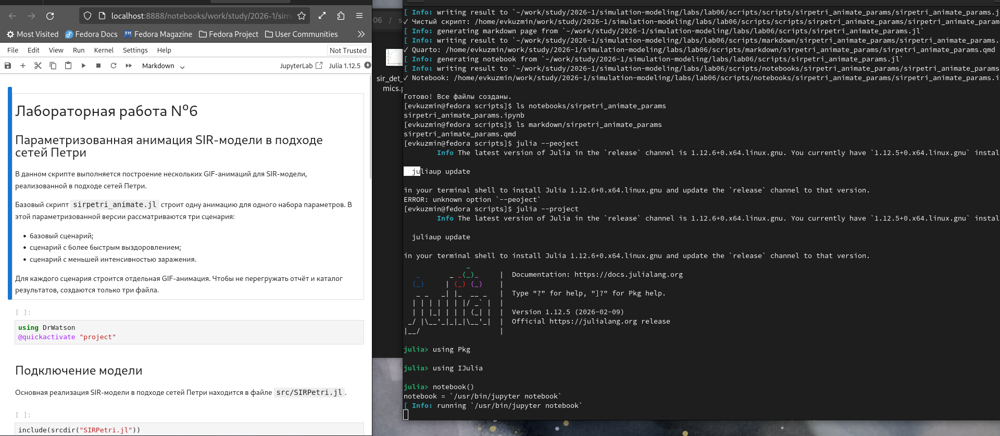 localhost:8888/notebooks/work/study/2026-1/sim
Most Visited
Fedora Docs
Fedora Magazine
Fedora Project
User Communities
File Edit View Run Kernel Settings Help
Not Trusted
Markdown
JupyterLab
Julia 1.12.5
Лабораторная работа №6
Параметризованная анимация SIR-модели в подходе
сетей Петри
В данном скрипте выполняется построение нескольких GIF-анимаций для SIR-модели,
реализованной в подходе сетей Петри.
Базовый скрипт sirpetri_animate.jl строит одну анимацию для одного набора параметров. В
этой параметризованной версии рассматриваются три сценария:
• базовый сценарий;
• сценарий с более быстрым выздоровлением;
• сценарий с меньшей интенсивностью заражения.
Для каждого сценария строится отдельная GIF-анимация. Чтобы не перегружать отчёт и каталог
результатов, создаются только три файла.
[ ]:
using DrWatson
@quickactivate "project"
Подключение модели
Основная реализация SIR-модели в подходе сетей Петри находится в файле src/SIRPetri.jl.
[ ]:
include(srcdir("SIRPetri.jl"))
06 /
sir_det_
mics.p
[ Info: writing result to `~/work/study/2026-1/simulation-modeling/labs/lab06/scripts/scripts/sirpetri_animate_params/sirpetri_animate_params.j
✓ Чистый скрипт: /home/evkuzmin/work/study/2026-1/simulation-modeling/labs/lab06/scripts/scripts/sirpetri_animate_params/sirpetri_animate_param
[ Info: generating markdown page from `~/work/study/2026-1/simulation-modeling/labs/lab06/scripts/sirpetri_animate_params.jl`
[ Info: writing result to `~/work/study/2026-1/simulation-modeling/labs/lab06/scripts/markdown/sirpetri_animate_params/sirpetri_animate_params.
✓ Quarto: /home/evkuzmin/work/study/2026-1/simulation-modeling/labs/lab06/scripts/markdown/sirpetri_animate_params/sirpetri_animate_params.qmd
[ Info: generating notebook from `~/work/study/2026-1/simulation-modeling/labs/lab06/scripts/sirpetri_animate_params.jl`
[ Info: writing result to `~/work/study/2026-1/simulation-modeling/labs/lab06/scripts/notebooks/sirpetri_animate_params/sirpetri_animate_params
✓ Notebook: /home/evkuzmin/work/study/2026-1/simulation-modeling/labs/lab06/scripts/notebooks/sirpetri_animate_params/sirpetri_animate_params.i
Готово! Все файлы созданы.
[evkuzmin@fedora scripts]$ ls notebooks/sirpetri_animate_params
sirpetri_animate_params.ipynb
[evkuzmin@fedora scripts]$ ls markdown/sirpetri_animate_params
sirpetri_animate_params.qmd
[evkuzmin@fedora scripts]$ julia --peoject
Info The latest version of Julia in the `release` channel is 1.12.6+0.x64.linux.gnu. You currently have `1.12.5+0.x64.linux.gnu` instal
juliaup update
in your terminal shell to install Julia 1.12.6+0.x64.linux.gnu and update the `release` channel to that version.
ERROR: unknown option `--peoject`
[evkuzmin@fedora scripts]$ julia --project
Info The latest version of Julia in the `release` channel is 1.12.6+0.x64.linux.gnu. You currently have `1.12.5+0.x64.linux.gnu` instal
juliaup update
in your terminal shell to install Julia 1.12.6+0.x64.linux.gnu and update the `release` channel to that version.
| Documentation: https://docs.julialang.org
| Type "?" for help, "]?" for Pkg help.
| Version 1.12.5 (2026-02-09)
| Official https://julialang.org release
julia> using Pkg
julia> using IJulia
julia> notebook()
notebook = `/usr/bin/jupyter notebook`
[ Info: running `/usr/bin/jupyter notebook`